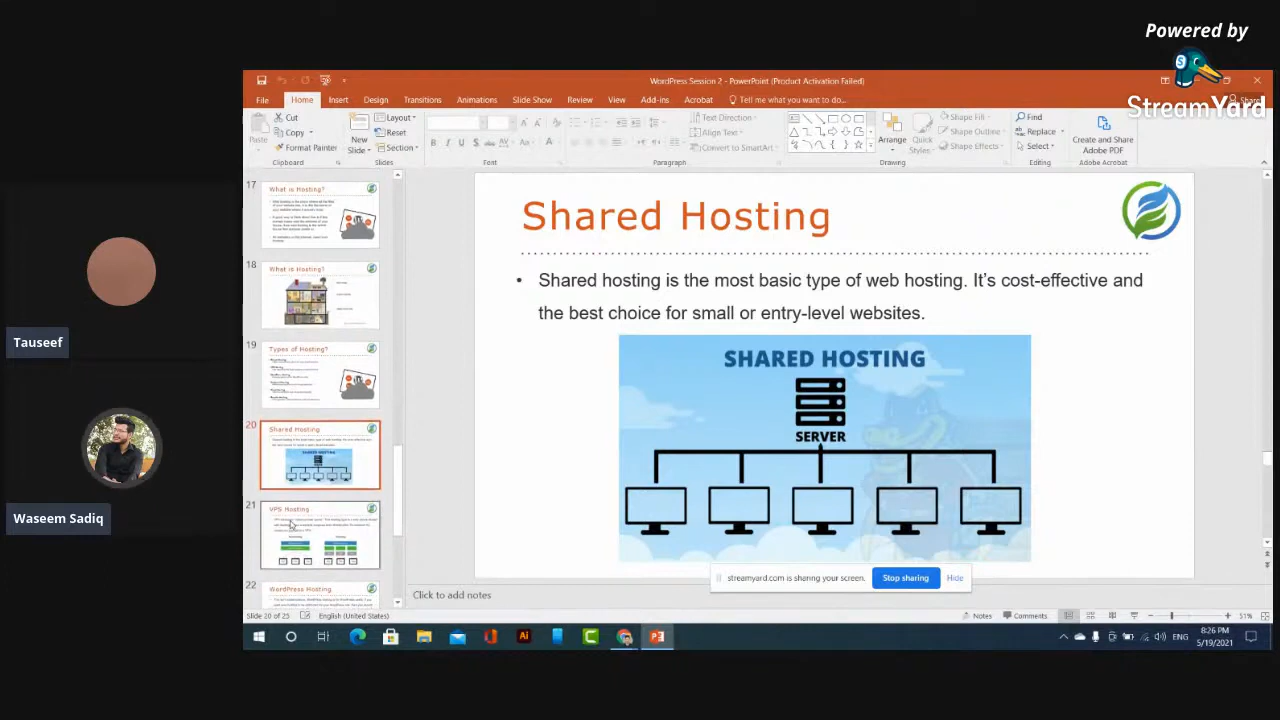 Powered by
StreamYard
WordPress Session 2 - PowerPoint (Product Activation Failed)
File Home Insert Design Transitions Animations Slide Show Review View Add-ins Acrobat Tell me what you want to do... Share
Paste
Cut
Copy
Format Painter
Clipboard
New
Slide
Layout
Reset
Section
Slides
Font
Text Direction
Align Text
Convert to SmartArt
Paragraph
Arrange
Quick
Styles
Shape Fill
Shape Outline
Shape Effects
Drawing
Find
Replace
Select
Editing
Create and Share
Adobe PDF
Adobe Acrobat
17
What is Hosting?
18
What is Hosting?
19
Types of Hosting?
20
Shared Hosting
SHARED HOSTING
21
VPS Hosting
22
WordPress Hosting
Shared Hosting
• Shared hosting is the most basic type of web hosting. It's cost-effective and
the best choice for small or entry-level websites.
SHARED HOSTING
SERVER
streamyard.com is sharing your screen.
Stop sharing
Hide
Click to add notes
Slide 20 of 25
English (United States)
Notes
Comments
51%
Ai
ENG
8:26 PM
5/19/2021
Tauseef
Waseem Sadiq